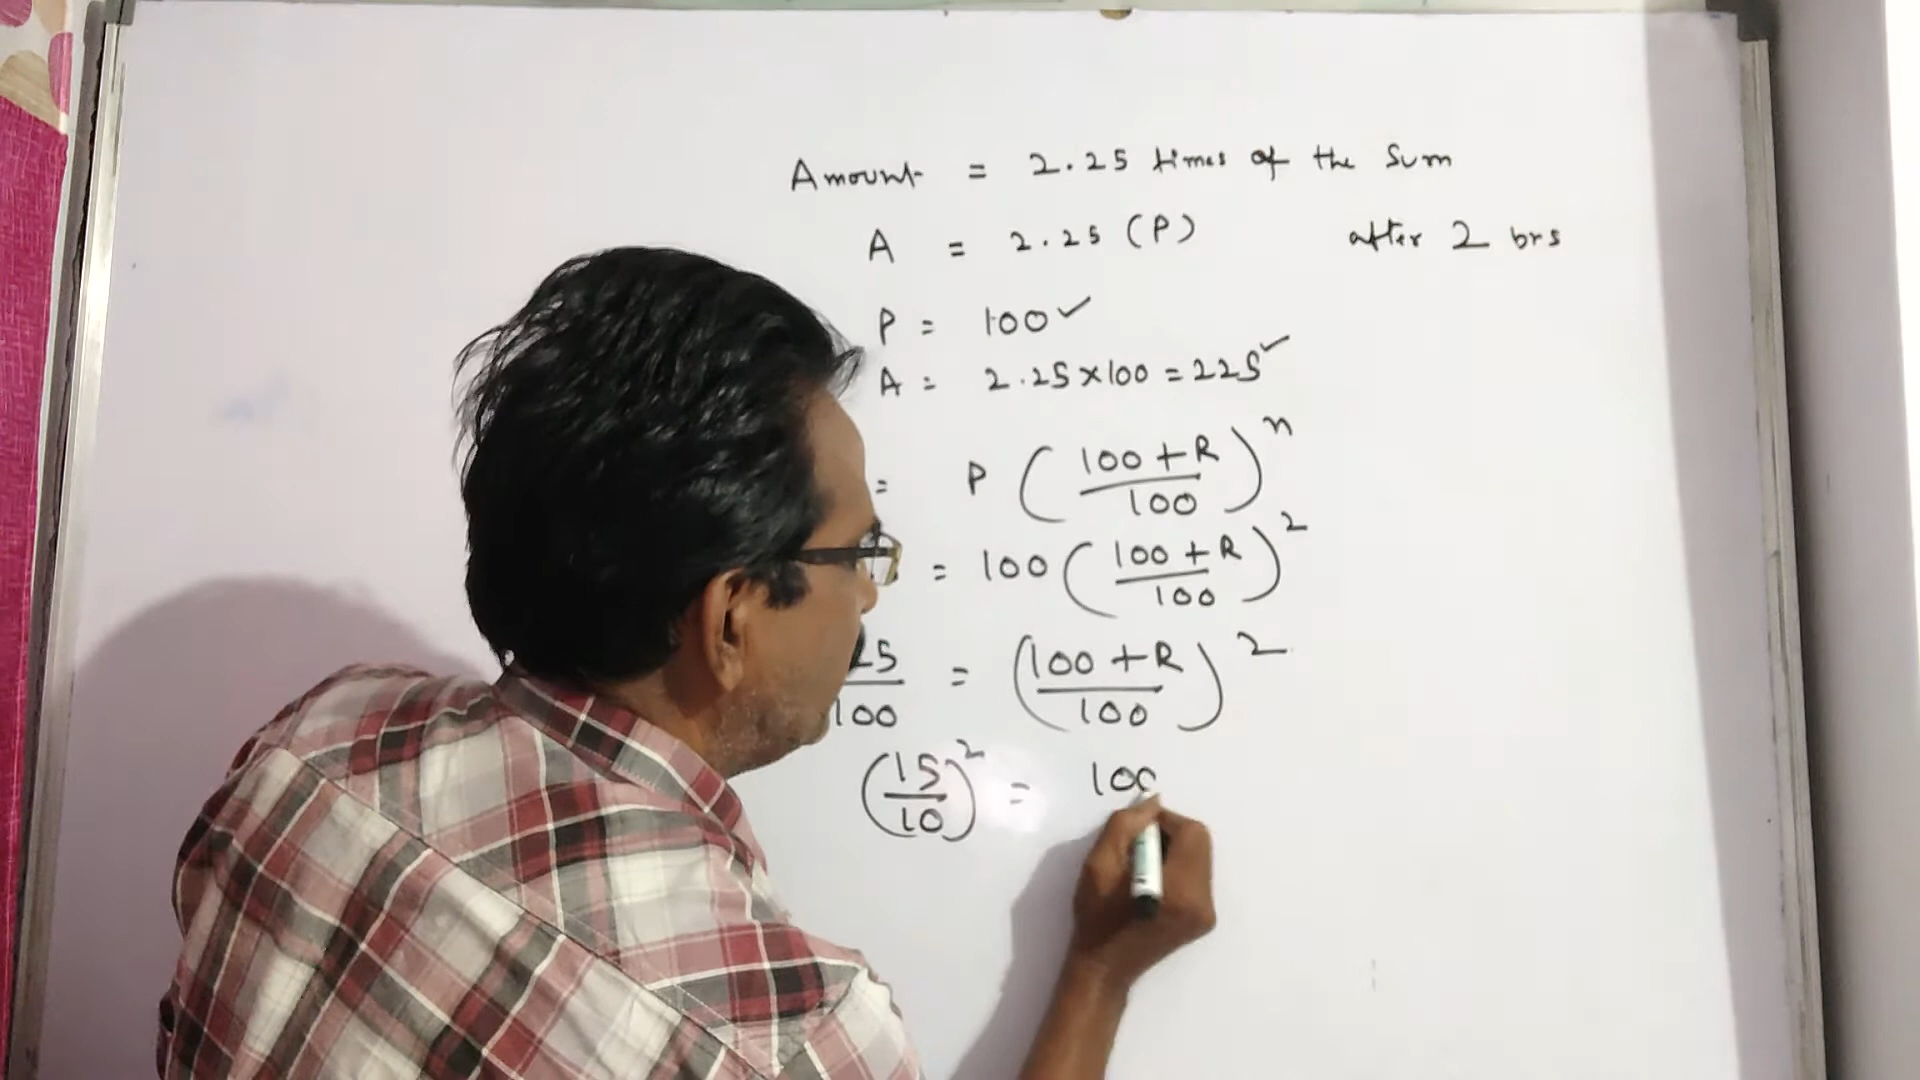 Amount = 2.25 times of the Sum
A = 2.25 (P) after 2 yrs
P = 100 ✓
A = 2.25 × 100 = 225 ✓
= P (100 + R / 100)^n
= 100 (100 + R / 100)^2
25 / 100 = (100 + R / 100)^2
(15 / 10)^2 = 100